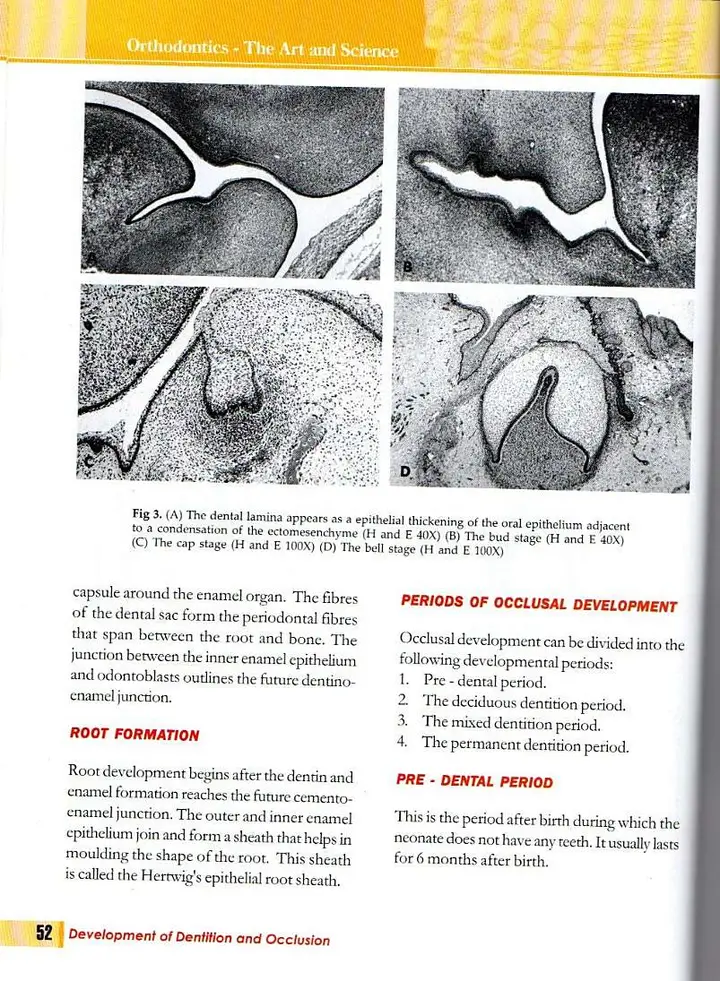 Orthodontics - The Art and Science
A
B
C
D
Fig 3. (A) The dental lamina appears as a epithelial thickening of the oral epithelium adjacent
to a condensation of the ectomesenchyme (H and E 40X) (B) The bud stage (H and E 40X)
(C) The cap stage (H and E 100X) (D) The bell stage (H and E 100X)
capsule around the enamel organ. The fibres
of the dental sac form the periodontal fibres
that span between the root and bone. The
junction between the inner enamel epithelium
and odontoblasts outlines the future dentino-
enamel junction.
ROOT FORMATION
Root development begins after the dentin and
enamel formation reaches the future cemento-
enamel junction. The outer and inner enamel
epithelium join and form a sheath that helps in
moulding the shape of the root. This sheath
is called the Hertwig's epithelial root sheath.
PERIODS OF OCCLUSAL DEVELOPMENT
Occlusal development can be divided into the
following developmental periods:
1. Pre - dental period.
2. The deciduous dentition period.
3. The mixed dentition period.
4. The permanent dentition period.
PRE - DENTAL PERIOD
This is the period after birth during which the
neonate does not have any teeth. It usually lasts
for 6 months after birth.
52 Development of Dentition and Occlusion